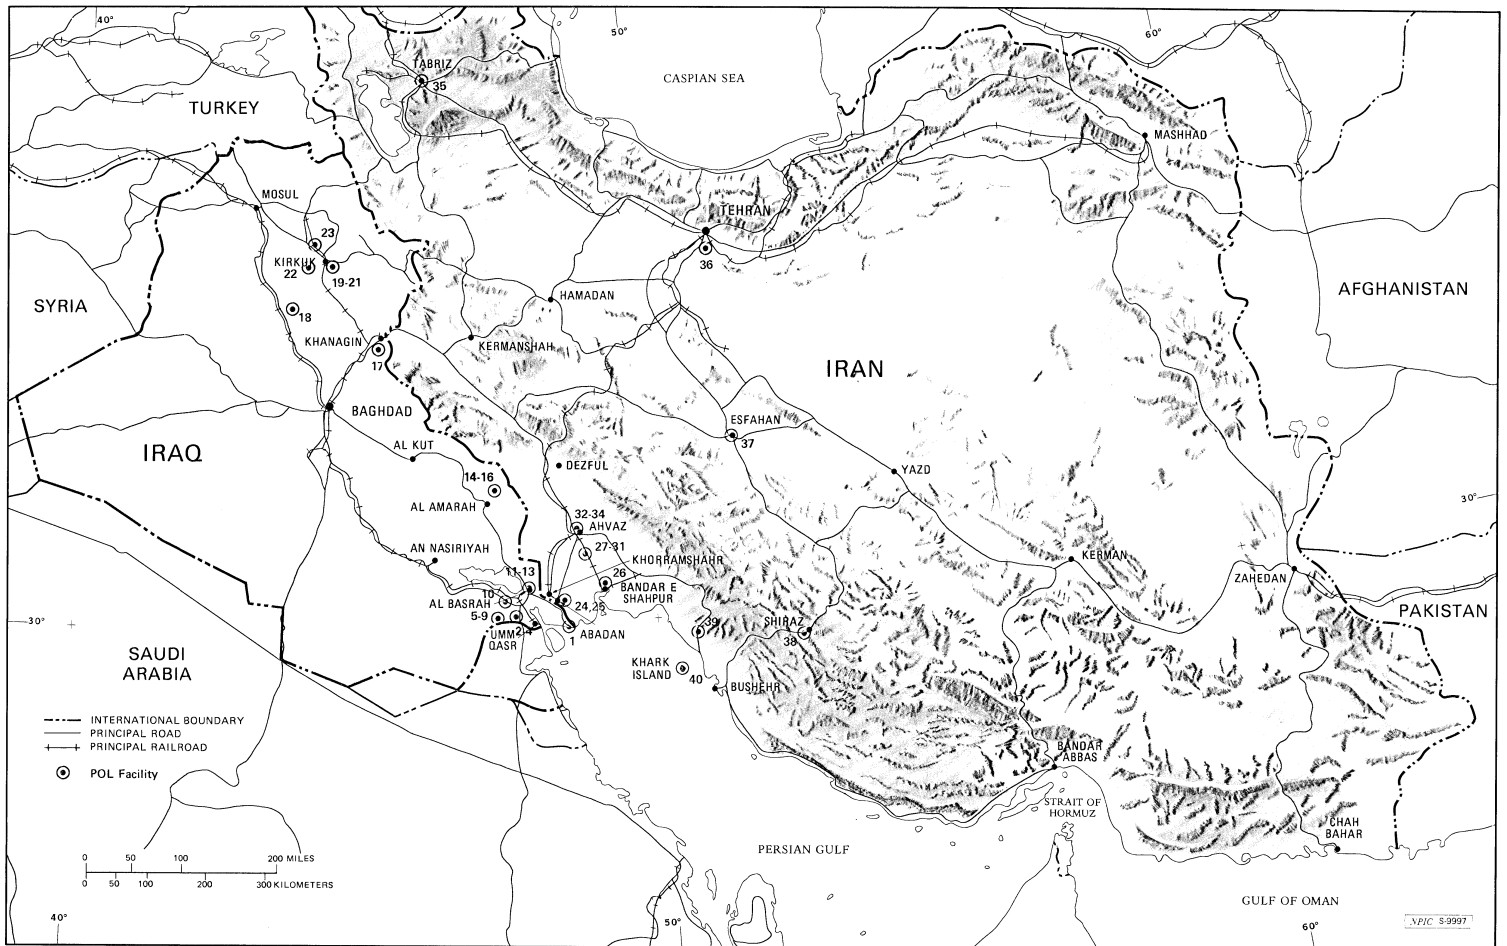 40°
50°
60°
CASPIAN SEA
TABRIZ
35
TURKEY
MASHHAD
MOSUL
TEHRAN
23
KIRKUK
22
19-21
36
HAMADAN
AFGHANISTAN
SYRIA
18
KHANAGIN
KERMANSHAH
17
IRAN
BAGHDAD
ESFAHAN
37
AL KUT
IRAQ
DEZFUL
YAZD
14-16
30°
AL AMARAH
32-34
AHVAZ
AN NASIRIYAH
27-31
KHORRAMSHAHR
KERMAN
11-13
26
ZAHEDAN
10
BANDAR E
SHAHPUR
AL BASRAH
24,25
PAKISTAN
5-9
30°
2-4
UMM
QASR
1
ABADAN
39
SHIRAZ
38
SAUDI
ARABIA
KHARK
ISLAND
40
BUSHEHR
INTERNATIONAL BOUNDARY
PRINCIPAL ROAD
PRINCIPAL RAILROAD
POL Facility
BANDAR
ABBAS
STRAIT OF
HORMUZ
CHAH
BAHAR
PERSIAN GULF
0 50 100 200 MILES
0 50 100 200 300 KILOMETERS
GULF OF OMAN
NPIC S-9997
40°
50°
60°